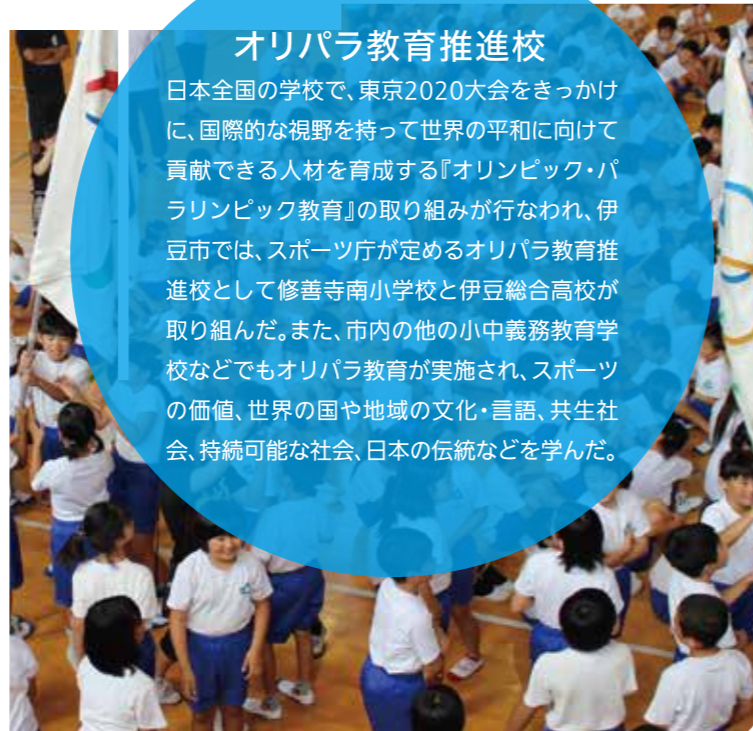 オリパラ教育推進校
日本全国の学校で、東京2020大会をきっかけ
に、国際的な視野を持って世界の平和に向けて
貢献できる人材を育成する『オリンピック・パ
ラリンピック教育』の取り組みが行なわれ、伊
豆市では、スポーツ庁が定めるオリパラ教育推
進校として修善寺南小学校と伊豆総合高校が
取り組んだ。また、市内の他の小中義務教育学
校などでもオリパラ教育が実施され、スポーツ
の価値、世界の国や地域の文化・言語、共生社
会、持続可能な社会、日本の伝統などを学んだ。